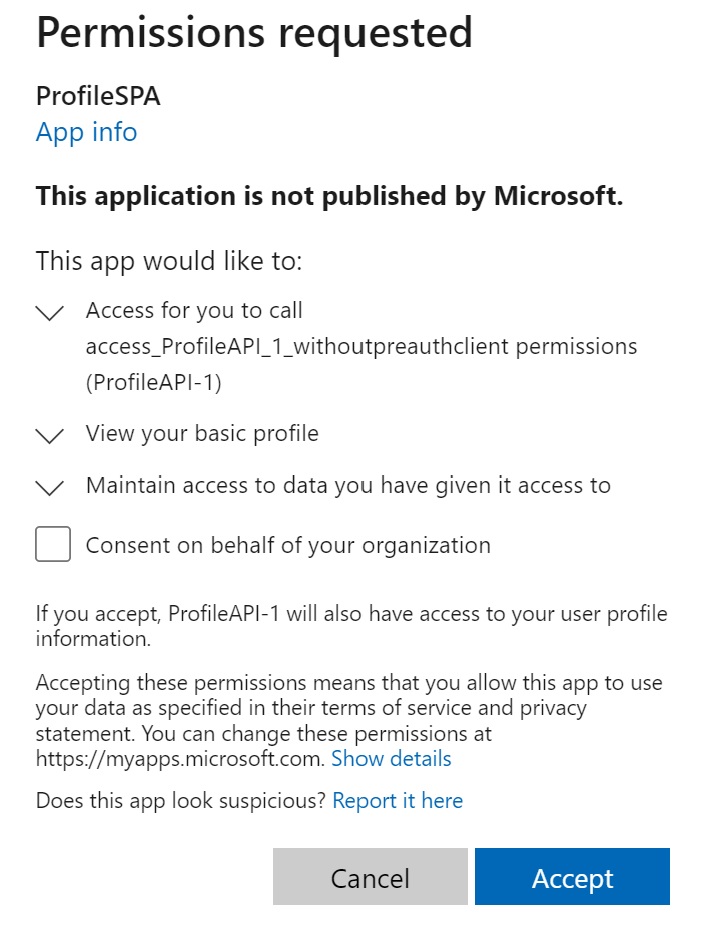 Permissions requested
ProfileSPA
App info
This application is not published by Microsoft.
This app would like to:
Access for you to call
access_ProfileAPI_1_withoutpreauthclient permissions
(ProfileAPI-1)
View your basic profile
Maintain access to data you have given it access to
Consent on behalf of your organization
If you accept, ProfileAPI-1 will also have access to your user profile
information.
Accepting these permissions means that you allow this app to use
your data as specified in their terms of service and privacy
statement. You can change these permissions at
https://myapps.microsoft.com. Show details
Does this app look suspicious? Report it here
Cancel Accept